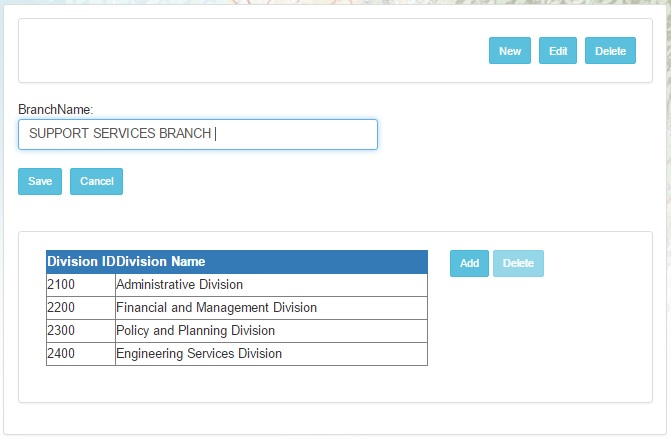 New Edit Delete
BranchName:
SUPPORT SERVICES BRANCH
Save Cancel
Division ID Division Name Add Delete
2100 Administrative Division
2200 Financial and Management Division
2300 Policy and Planning Division
2400 Engineering Services Division